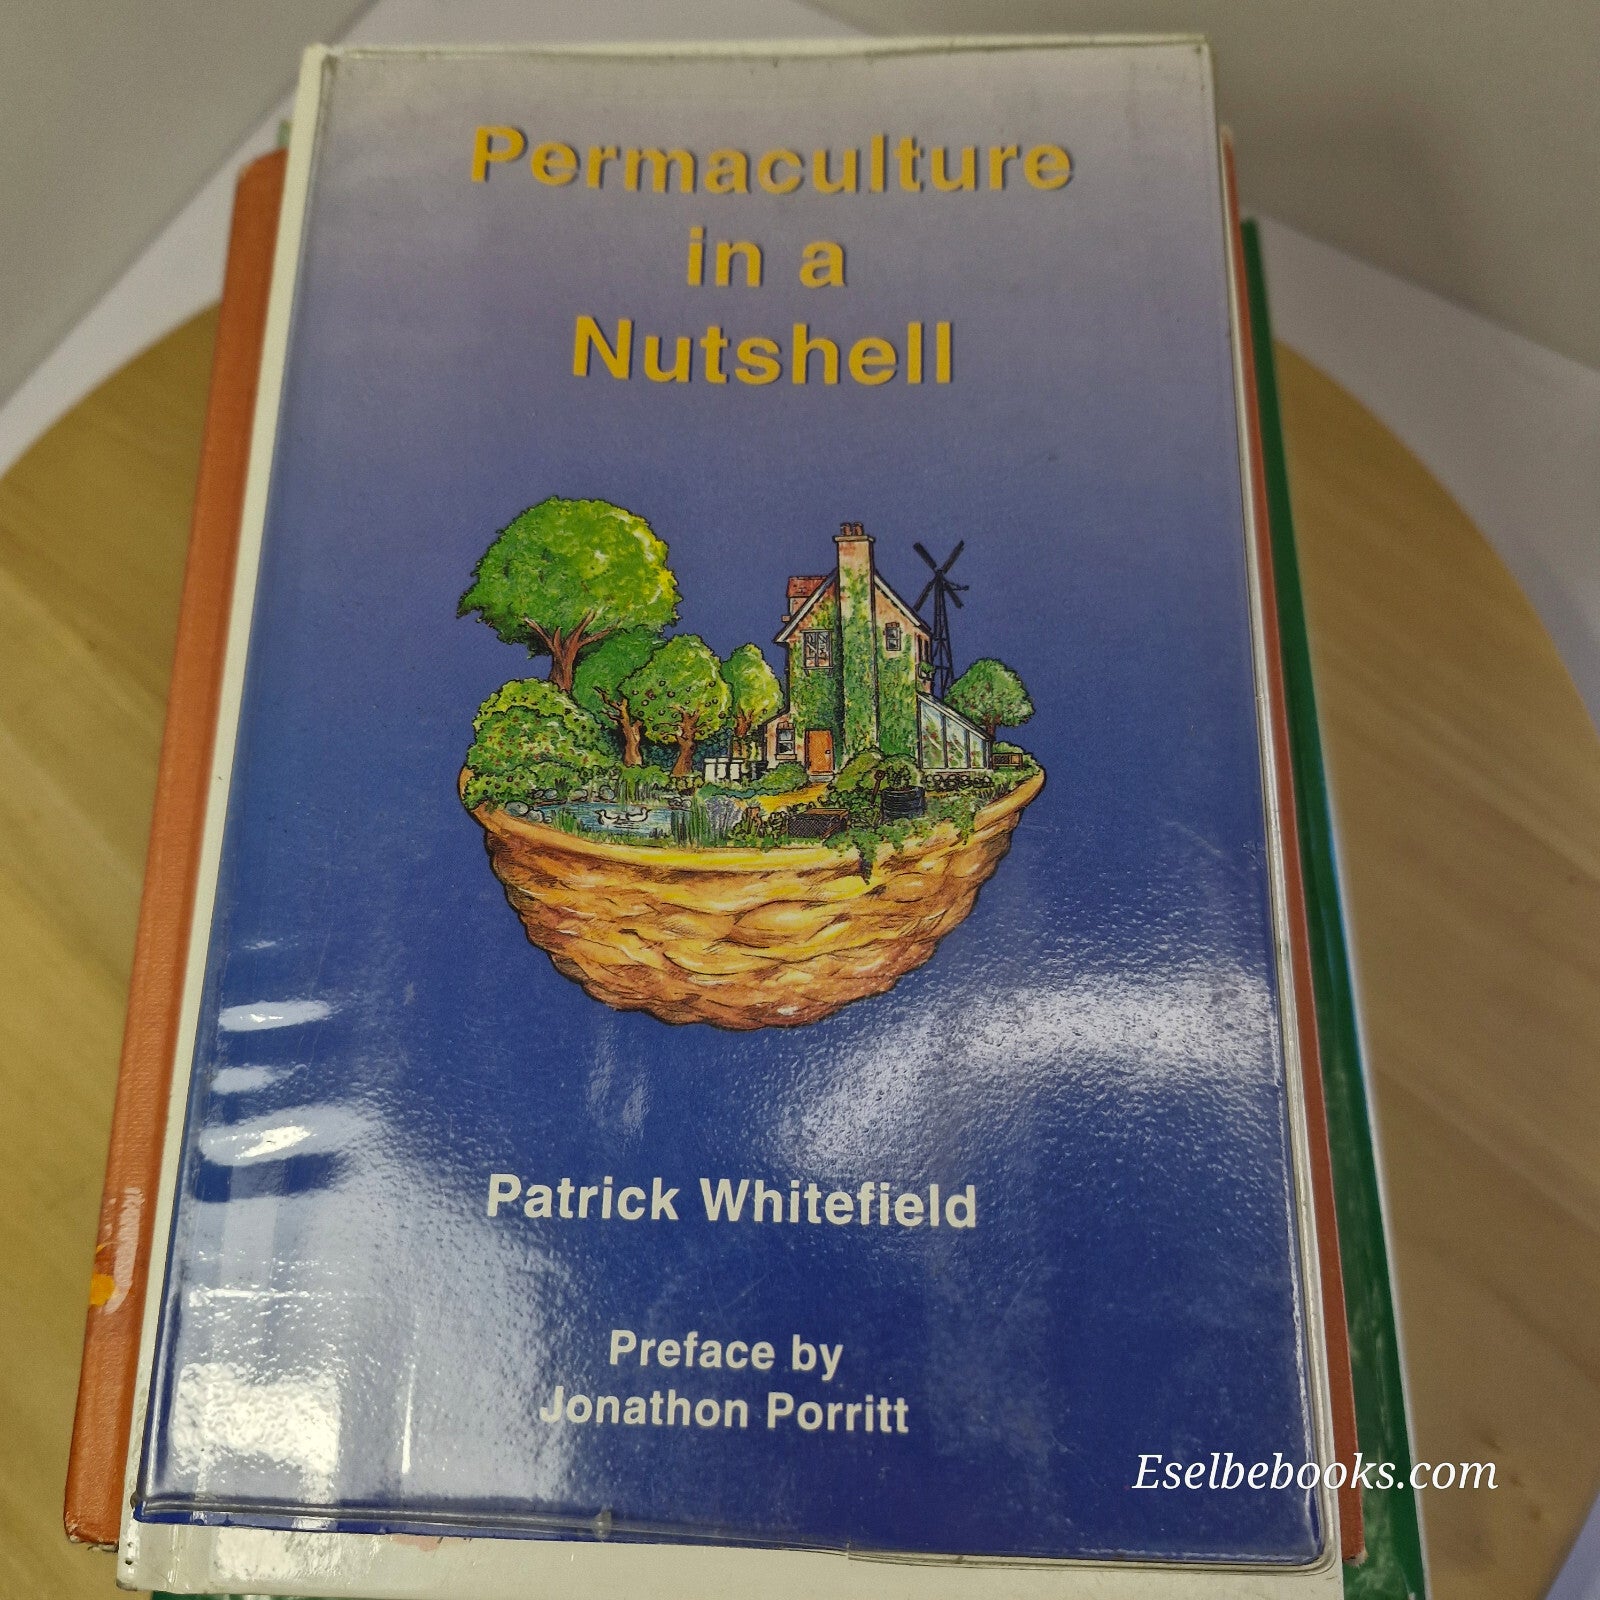 Permaculture
in a
Nutshell
Patrick Whitefield
Preface by
Jonathon Porritt
Eselbebooks.com